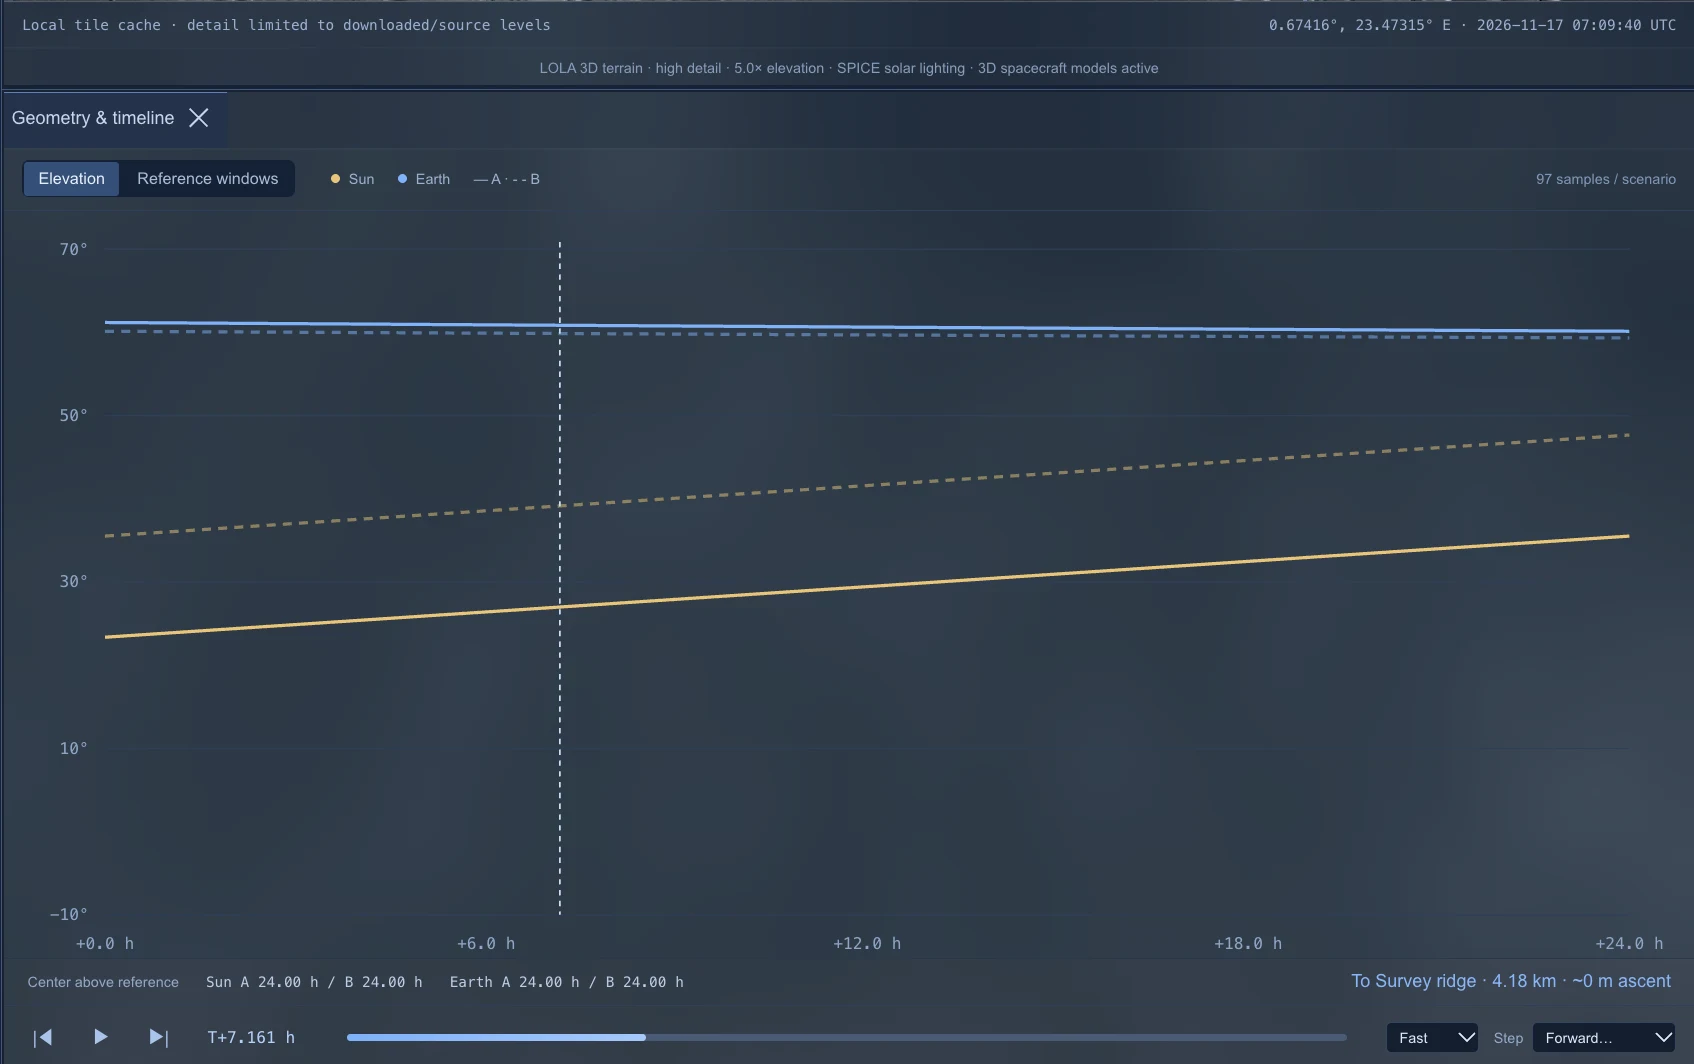 Local tile cache · detail limited to downloaded/source levels
0.67416°, 23.47315° E · 2026−11−17 07:09:40 UTC
LOLA 3D terrain · high detail · 5.0× elevation · SPICE solar lighting · 3D spacecraft models active
Geometry & timeline
Elevation Reference windows Sun Earth — A · - - B 97 samples / scenario
70°
50°
30°
10°
−10°
+0.0 h +6.0 h +12.0 h +18.0 h +24.0 h
Center above reference Sun A 24.00 h / B 24.00 h Earth A 24.00 h / B 24.00 h To Survey ridge · 4.18 km · ~0 m ascent
T+7.161 h Fast Step Forward…